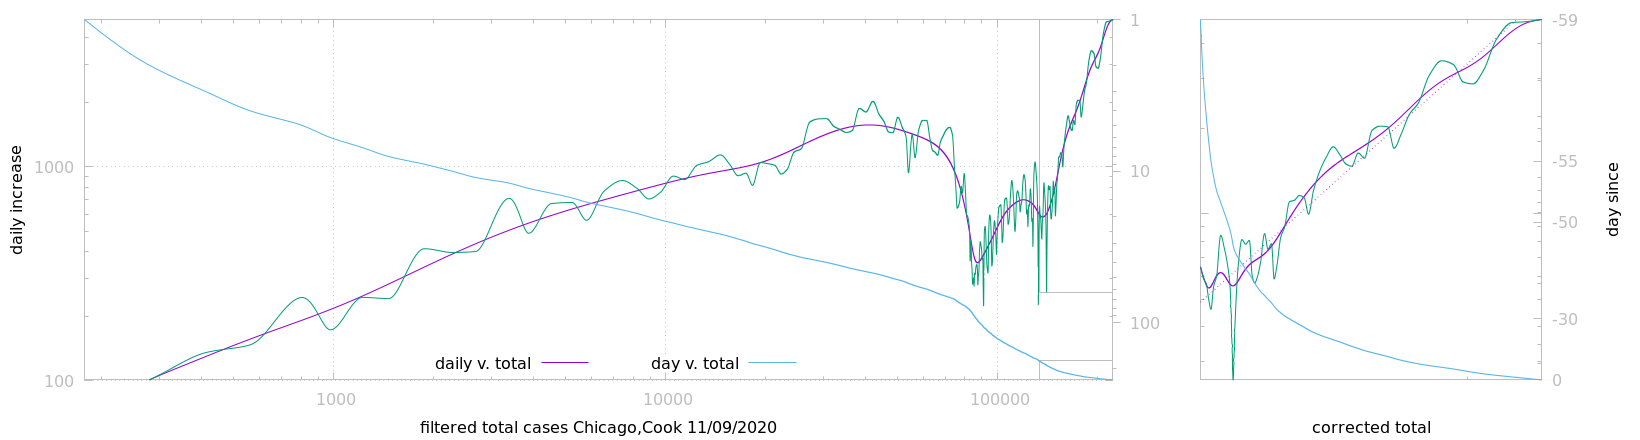 daily increase
1000
100
1000
10000
100000
filtered total cases Chicago,Cook 11/09/2020
daily v. total
day v. total
1
10
100
-59
-55
-50
-30
0
day since
corrected total